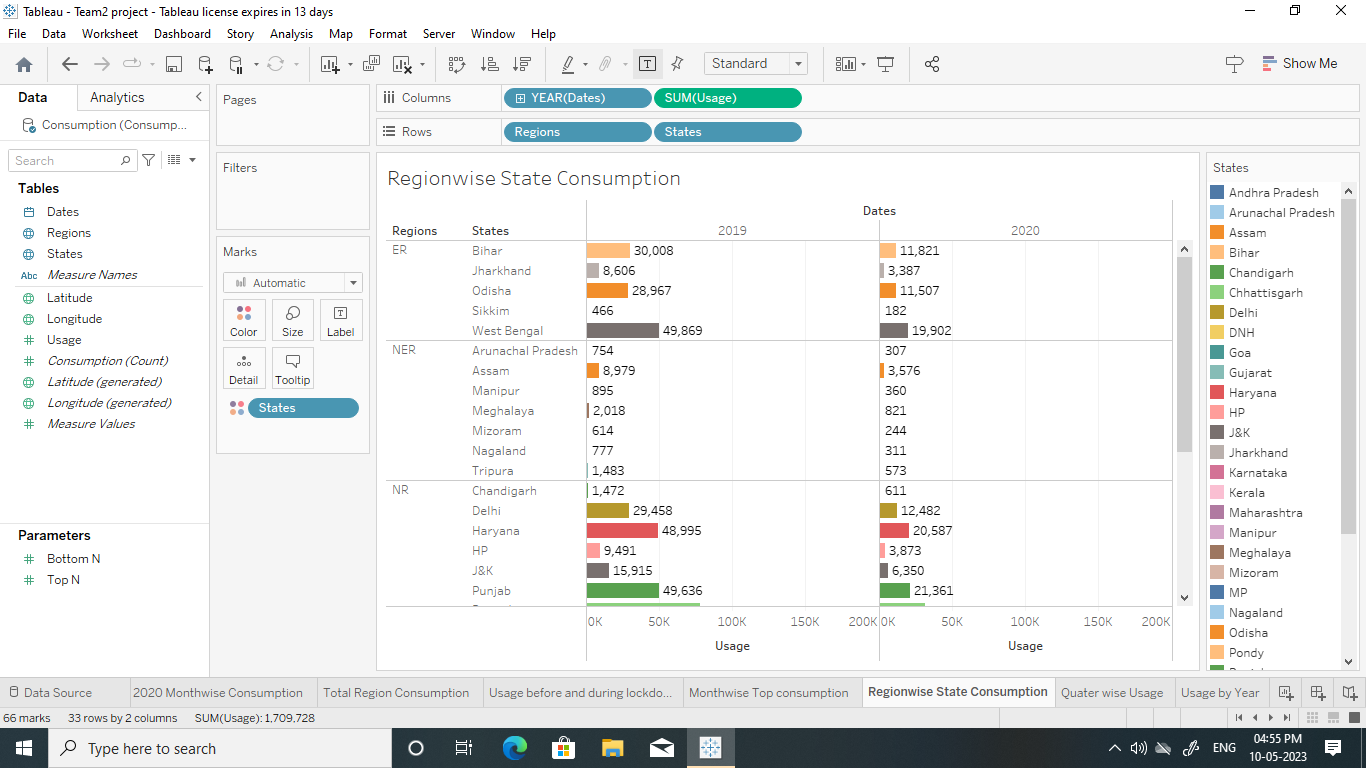 Tableau - Team2 project - Tableau license expires in 13 days
File Data Worksheet Dashboard Story Analysis Map Format Server Window Help
Standard
Show Me
Data Analytics
Consumption (Consump...
Search
Tables
Dates
Regions
States
Abc Measure Names
Latitude
Longitude
Usage
Consumption (Count)
Latitude (generated)
Longitude (generated)
Measure Values
Parameters
Bottom N
Top N
Pages
Filters
Marks
Automatic
Color Size Label
Detail Tooltip
States
Columns YEAR(Dates) SUM(Usage)
Rows Regions States
Regionwise State Consumption
Dates
Regions States 2019 2020
ER Bihar 30,008 11,821
Jharkhand 8,606 3,387
Odisha 28,967 11,507
Sikkim 466 182
West Bengal 49,869 19,902
NER Arunachal Pradesh 754 307
Assam 8,979 3,576
Manipur 895 360
Meghalaya 2,018 821
Mizoram 614 244
Nagaland 777 311
Tripura 1,483 573
NR Chandigarh 1,472 611
Delhi 29,458 12,482
Haryana 48,995 20,587
HP 9,491 3,873
J&K 15,915 6,350
Punjab 49,636 21,361
0K 50K 100K 150K 200K 0K 50K 100K 150K 200K
Usage Usage
States
Andhra Pradesh
Arunachal Pradesh
Assam
Bihar
Chandigarh
Chhattisgarh
Delhi
DNH
Goa
Gujarat
Haryana
HP
J&K
Jharkhand
Karnataka
Kerala
Maharashtra
Manipur
Meghalaya
Mizoram
MP
Nagaland
Odisha
Pondy
Data Source 2020 Monthwise Consumption Total Region Consumption Usage before and during lockdo... Monthwise Top consumption Regionwise State Consumption Quater wise Usage Usage by Year
66 marks 33 rows by 2 columns SUM(Usage): 1,709,728
Type here to search
ENG
04:55 PM
10-05-2023